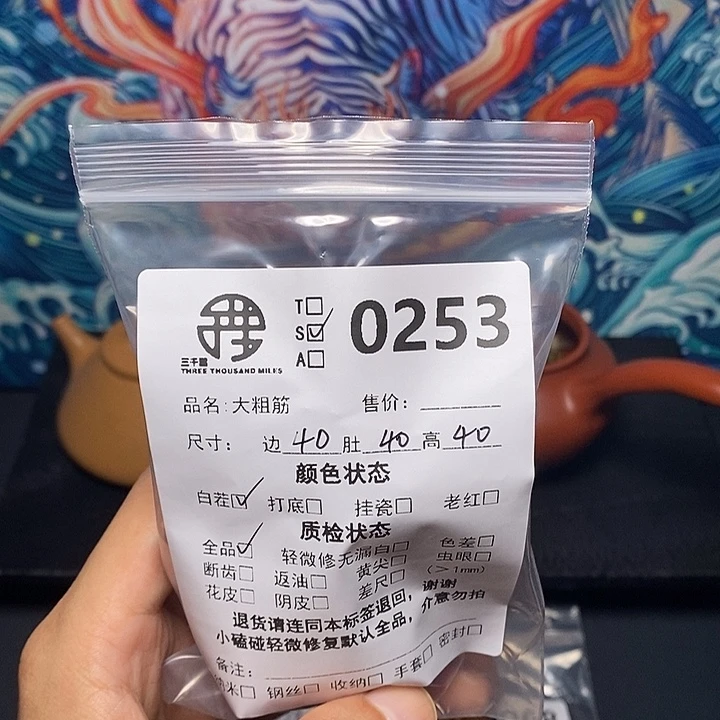 三千里
THREE THOUSAND MILES
T□
S☑
A□
0253
品名:大粗筋 售价:
尺寸: 边 40 肚 40 高 40
颜色状态
白茬☑ 打底□ 挂瓷□ 老红□
质检状态
全品☑ 轻微修无漏白□ 色差□
断齿□ 返油□ 黄尖□ 虫眼□
(>1mm)
花皮□ 阴皮□ 差尺□
退货请连同本标签退回,谢谢
小磕碰轻微修复默认全品,介意勿拍
备注:
纳米□ 钢丝□ 收纳□ 手套□ 密封□